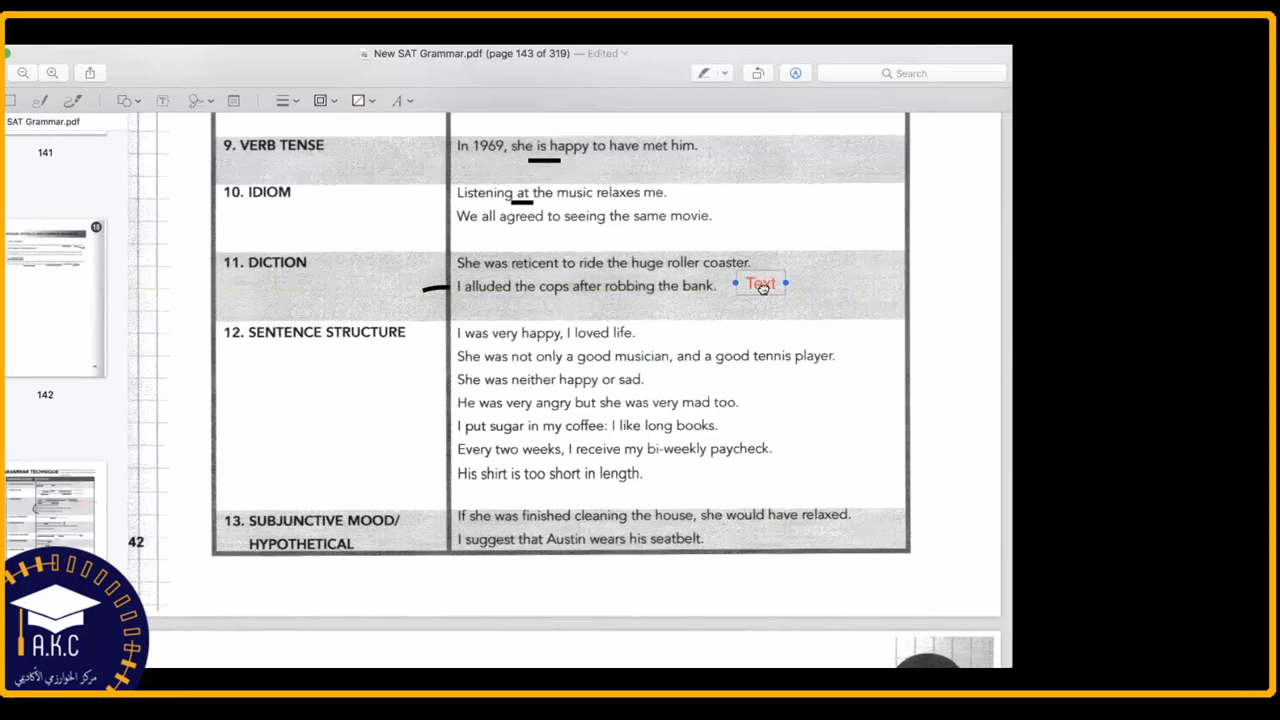 New SAT Grammar.pdf (page 143 of 319) — Edited
Search
SAT Grammar.pdf
141
142
42
9. VERB TENSE
In 1969, she is happy to have met him.
10. IDIOM
Listening at the music relaxes me.
We all agreed to seeing the same movie.
11. DICTION
She was reticent to ride the huge roller coaster.
I alluded the cops after robbing the bank.
Text
12. SENTENCE STRUCTURE
I was very happy, I loved life.
She was not only a good musician, and a good tennis player.
She was neither happy or sad.
He was very angry but she was very mad too.
I put sugar in my coffee: I like long books.
Every two weeks, I receive my bi-weekly paycheck.
His shirt is too short in length.
13. SUBJUNCTIVE MOOD/
HYPOTHETICAL
If she was finished cleaning the house, she would have relaxed.
I suggest that Austin wears his seatbelt.
A.K.C
مركز الخوارزمي الأكاديمي